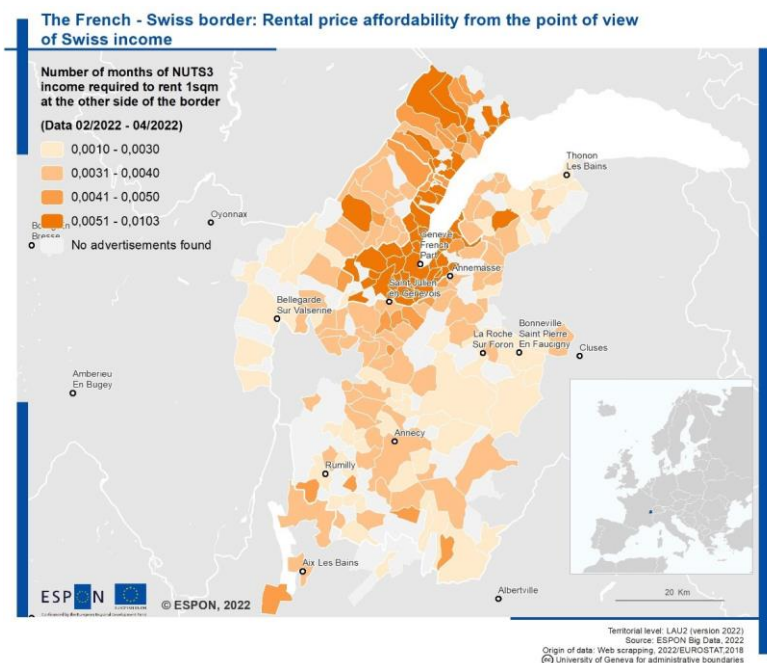 The French - Swiss border: Rental price affordability from the point of view
of Swiss income
Number of months of NUTS3
income required to rent 1sqm
at the other side of the border
(Data 02/2022 - 04/2022)
0,0010 - 0,0030
0,0031 - 0,0040
0,0041 - 0,0050
0,0051 - 0,0103
No advertisements found
Thonon
Les Bains
Oyonnax
Bresse
Geneve
French
Part
Annemasse
Saint Julien
en Genevois
Bellegarde
Sur Valserine
La Roche
Sur Foron
Bonneville
Saint Pierre
En Faucigny
Cluses
Amberieu
En Bugey
Annecy
Rumilly
Aix Les Bains
Albertville
20 Km
ESPON
© ESPON, 2022
Territorial level: LAU2 (version 2022)
Source: ESPON Big Data, 2022
Origin of data: Web scrapping, 2022/EUROSTAT,2018
© University of Geneva for administrative boundaries